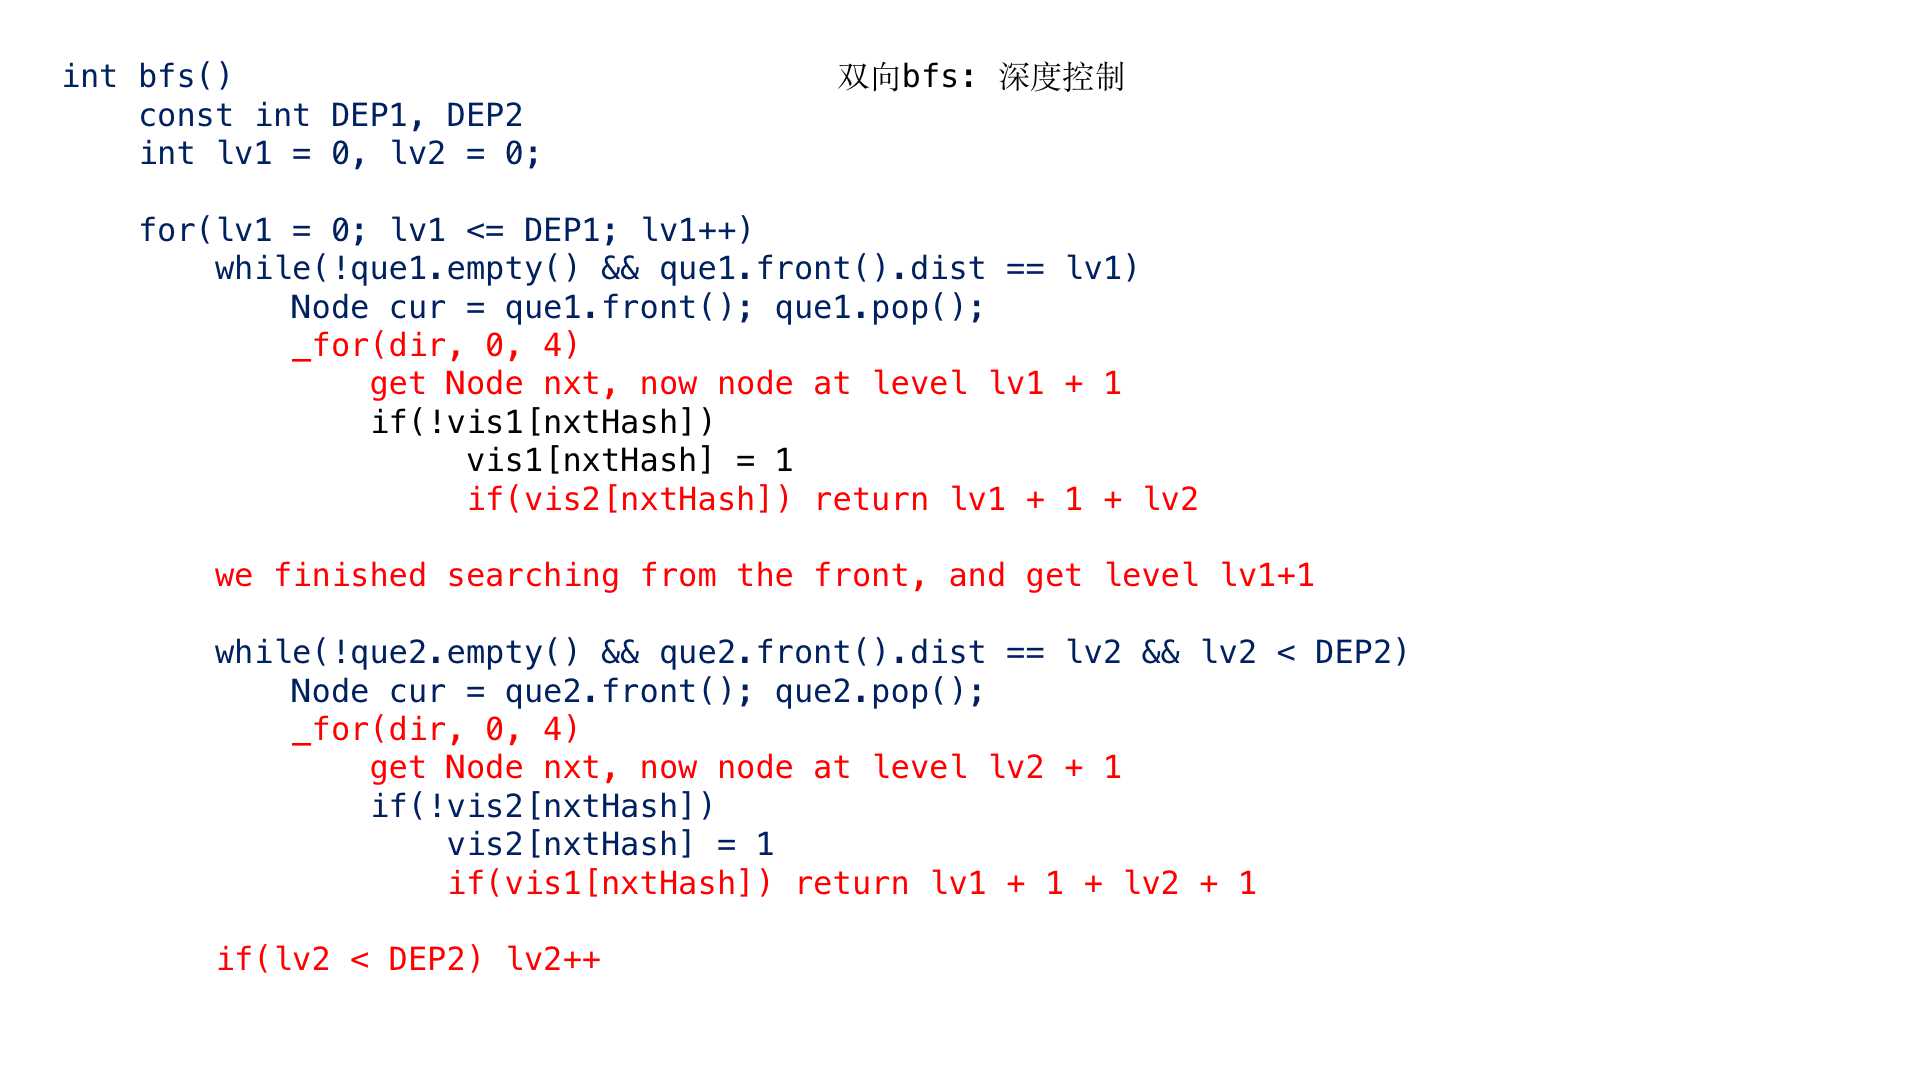 int bfs()
双向bfs: 深度控制
const int DEP1, DEP2
int lv1 = 0, lv2 = 0;
for(lv1 = 0; lv1 <= DEP1; lv1++)
while(!que1.empty() && que1.front().dist == lv1)
Node cur = que1.front(); que1.pop();
_for(dir, 0, 4)
get Node nxt, now node at level lv1 + 1
if(!vis1[nxtHash])
vis1[nxtHash] = 1
if(vis2[nxtHash]) return lv1 + 1 + lv2
we finished searching from the front, and get level lv1+1
while(!que2.empty() && que2.front().dist == lv2 && lv2 < DEP2)
Node cur = que2.front(); que2.pop();
_for(dir, 0, 4)
get Node nxt, now node at level lv2 + 1
if(!vis2[nxtHash])
vis2[nxtHash] = 1
if(vis1[nxtHash]) return lv1 + 1 + lv2 + 1
if(lv2 < DEP2) lv2++